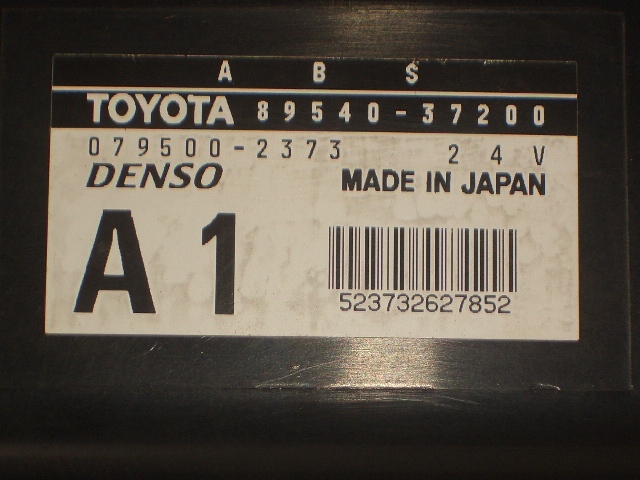 A B S
TOYOTA 89540-37200
079500-2373 24V
DENSO MADE IN JAPAN
A1
523732627852